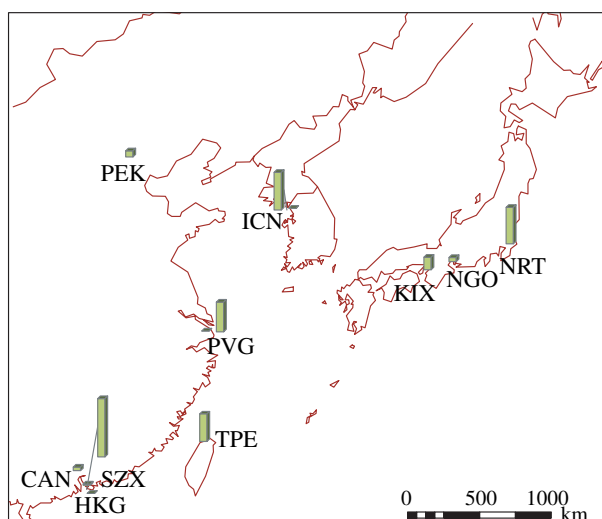 PEK
ICN
NRT
NGO
KIX
PVG
TPE
CAN SZX
HKG
0 500 1000
km